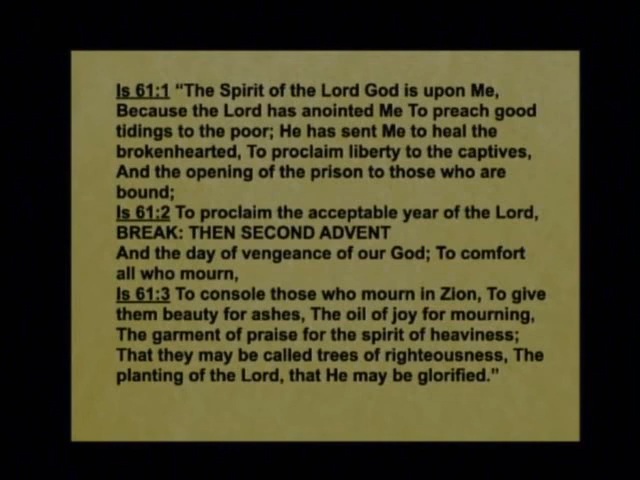 Is 61:1 “The Spirit of the Lord God is upon Me,
Because the Lord has anointed Me To preach good
tidings to the poor; He has sent Me to heal the
brokenhearted, To proclaim liberty to the captives,
And the opening of the prison to those who are
bound;
Is 61:2 To proclaim the acceptable year of the Lord,
BREAK: THEN SECOND ADVENT
And the day of vengeance of our God; To comfort
all who mourn,
Is 61:3 To console those who mourn in Zion, To give
them beauty for ashes, The oil of joy for mourning,
The garment of praise for the spirit of heaviness;
That they may be called trees of righteousness, The
planting of the Lord, that He may be glorified.”